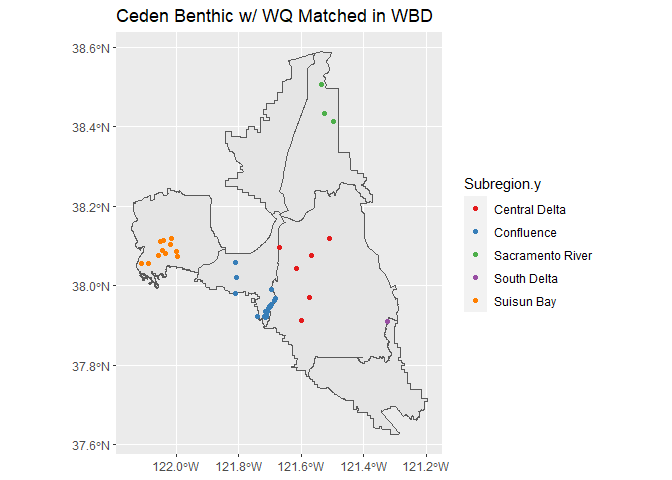 Ceden Benthic w/ WQ Matched in WBD
38.6°N
38.4°N
38.2°N
38.0°N
37.8°N
37.6°N
122.0°W
121.8°W
121.6°W
121.4°W
121.2°W
Subregion.y
Central Delta
Confluence
Sacramento River
South Delta
Suisun Bay